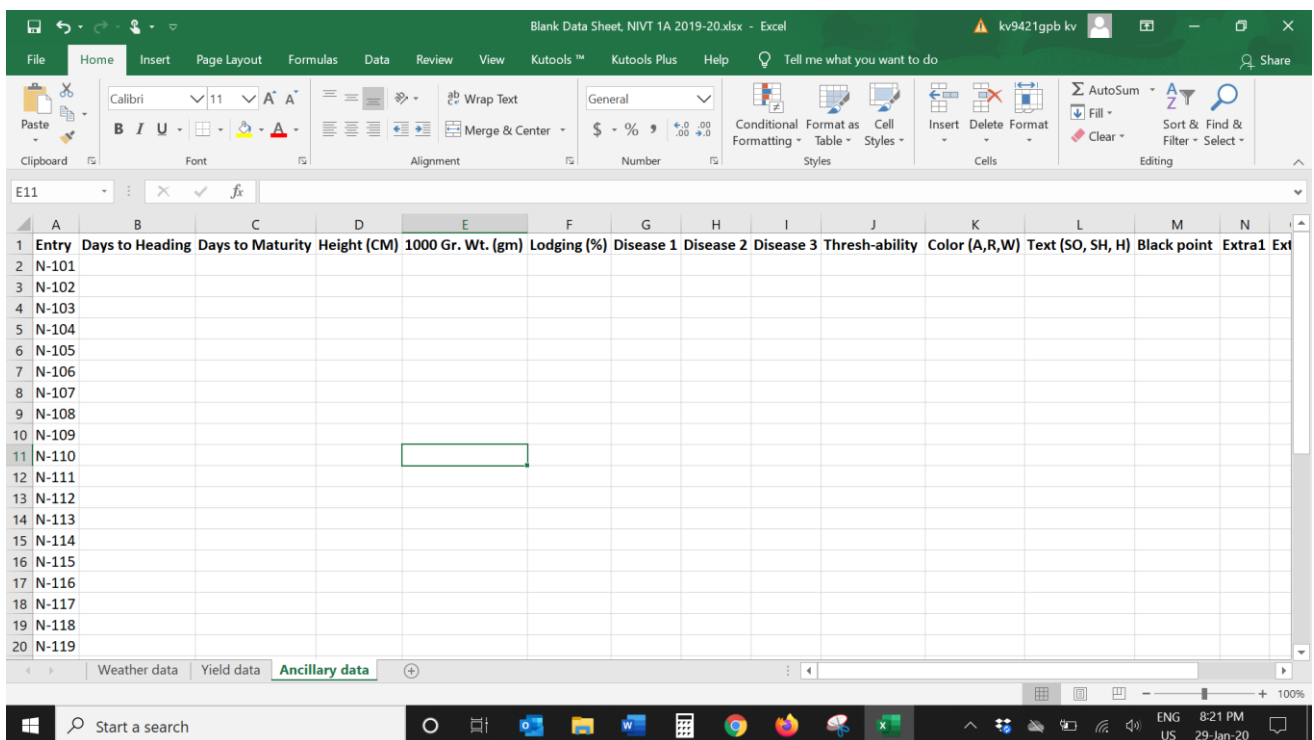 Blank Data Sheet, NIVT 1A 2019-20.xlsx - Excel kv9421gpb kv
File Home Insert Page Layout Formulas Data Review View Kutools ™ Kutools Plus Help Tell me what you want to do Share
Calibri 11 A A Wrap Text General AutoSum
Paste B I U A Merge & Center $ % Conditional Format as Cell Insert Delete Format Fill Sort & Find &
Formatting Table Styles Clear Filter Select
Clipboard Font Alignment Number Styles Cells Editing
E11 fx
A B C D E F G H I J K L M N
1 Entry Days to Heading Days to Maturity Height (CM) 1000 Gr. Wt. (gm) Lodging (%) Disease 1 Disease 2 Disease 3 Thresh-ability Color (A,R,W) Text (SO, SH, H) Black point Extra1 Ext
2 N-101
3 N-102
4 N-103
5 N-104
6 N-105
7 N-106
8 N-107
9 N-108
10 N-109
11 N-110
12 N-111
13 N-112
14 N-113
15 N-114
16 N-115
17 N-116
18 N-117
19 N-118
20 N-119
Weather data Yield data Ancillary data
100%
Start a search ENG 8:21 PM
US 29-Jan-20